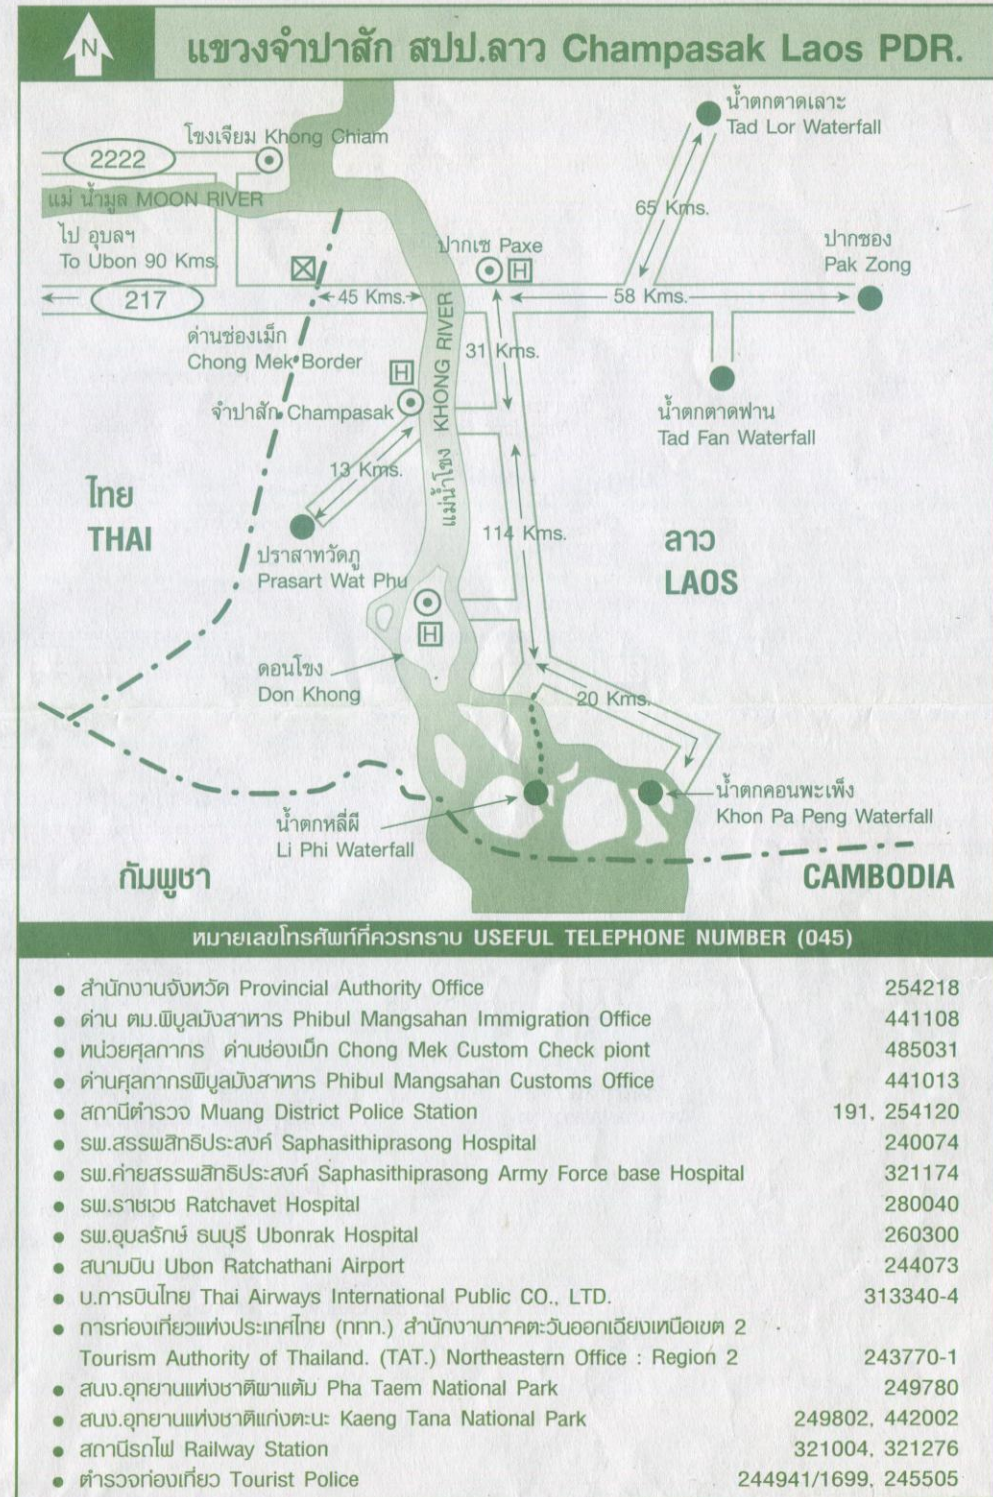 N
แขวงจำปาสัก สปป.ลาว Champasak Laos PDR.
น้ำตกตาดเลาะ
Tad Lor Waterfall
โขงเจียม Khong Chiam
2222
แม่ น้ำมูล MOON RIVER
65 Kms.
ไป อุบลฯ
To Ubon 90 Kms.
ปากเซ Paxe
H
ปากซอง
Pak Zong
217
45 Kms.
58 Kms.
ด่านช่องเม็ก
Chong Mek Border
31 Kms.
H
แม่น้ำโขง KHONG RIVER
จำปาสัก Champasak
น้ำตกตาดฟาน
Tad Fan Waterfall
13 Kms.
ไทย
THAI
114 Kms.
ลาว
LAOS
ปราสาทวัดภู
Prasart Wat Phu
H
ดอนโขง
Don Khong
20 Kms.
น้ำตกคอนพะเพ็ง
Khon Pa Peng Waterfall
น้ำตกหลี่ผี
Li Phi Waterfall
กัมพูชา
CAMBODIA
หมายเลขโทรศัพท์ที่ควรทราบ USEFUL TELEPHONE NUMBER (045)
● สำนักงานจังหวัด Provincial Authority Office 254218
● ด่าน ตม.พิบูลมังสาหาร Phibul Mangsahan Immigration Office 441108
● หน่วยศุลกากร ด่านช่องเม็ก Chong Mek Custom Check piont 485031
● ด่านศุลกากรพิบูลมังสาหาร Phibul Mangsahan Customs Office 441013
● สถานีตำรวจ Muang District Police Station 191, 254120
● รพ.สรรพสิทธิประสงค์ Saphasithiprasong Hospital 240074
● รพ.ค่ายสรรพสิทธิประสงค์ Saphasithiprasong Army Force base Hospital 321174
● รพ.ราชเวช Ratchavet Hospital 280040
● รพ.อุบลรักษ์ ธนบุรี Ubonrak Hospital 260300
● สนามบิน Ubon Ratchathani Airport 244073
● บ.การบินไทย Thai Airways International Public CO., LTD. 313340-4
● การท่องเที่ยวแห่งประเทศไทย (ททท.) สำนักงานภาคตะวันออกเฉียงเหนือเขต 2
Tourism Authority of Thailand. (TAT.) Northeastern Office : Region 2 243770-1
● สนง.อุทยานแห่งชาติผาแต้ม Pha Taem National Park 249780
● สนง.อุทยานแห่งชาติแก่งตะนะ Kaeng Tana National Park 249802, 442002
● สถานีรถไฟ Railway Station 321004, 321276
● ตำรวจท่องเที่ยว Tourist Police 244941/1699, 245505